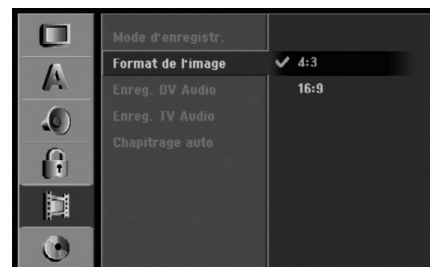 Mode d'enregistr.
Format de l'image
4:3
Enreg. DV Audio
16:9
Enreg. TV Audio
Chapitrage auto
A